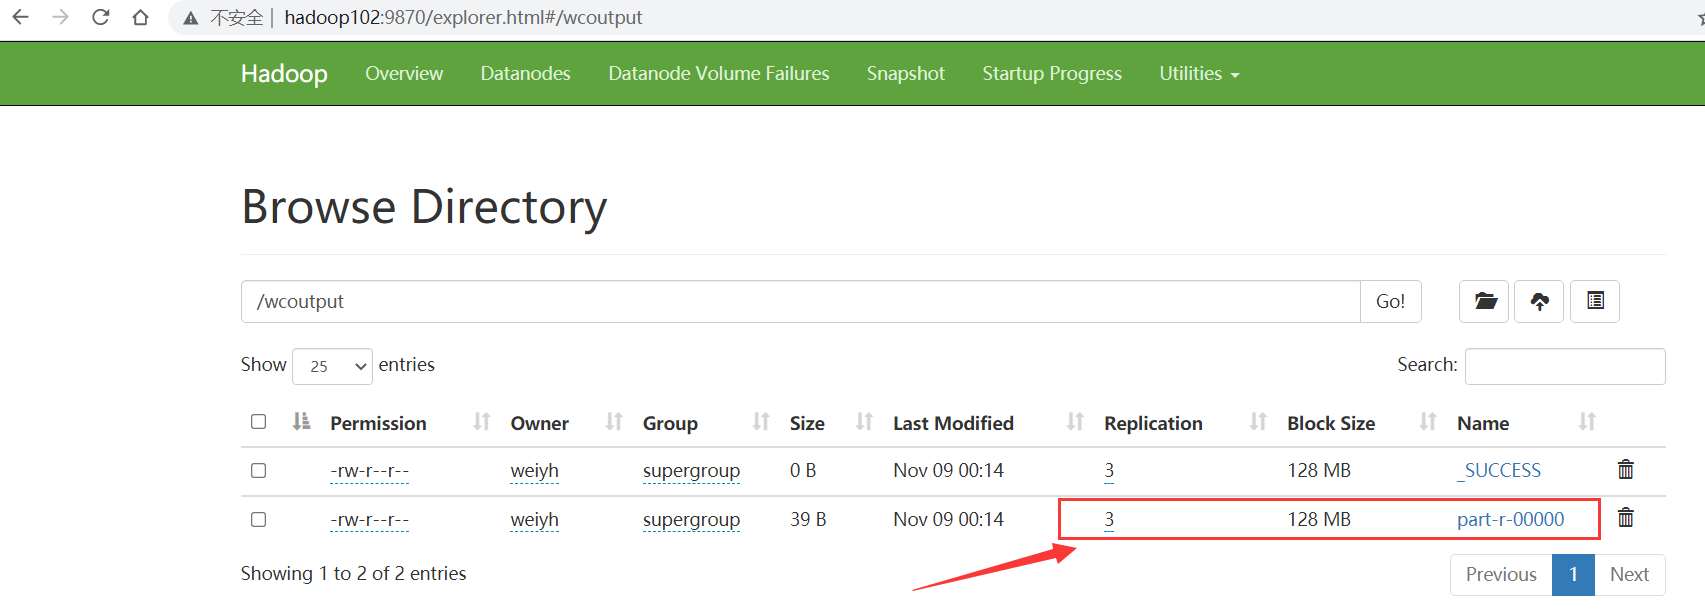 不安全 | hadoop102:9870/explorer.html#/wcoutput
Hadoop Overview Datanodes Datanode Volume Failures Snapshot Startup Progress Utilities
Browse Directory
/wcoutput Go!
Show 25 entries Search:
Permission Owner Group Size Last Modified Replication Block Size Name
-rw-r--r-- weiyh supergroup 0 B Nov 09 00:14 3 128 MB _SUCCESS
-rw-r--r-- weiyh supergroup 39 B Nov 09 00:14 3 128 MB part-r-00000
Showing 1 to 2 of 2 entries Previous 1 Next